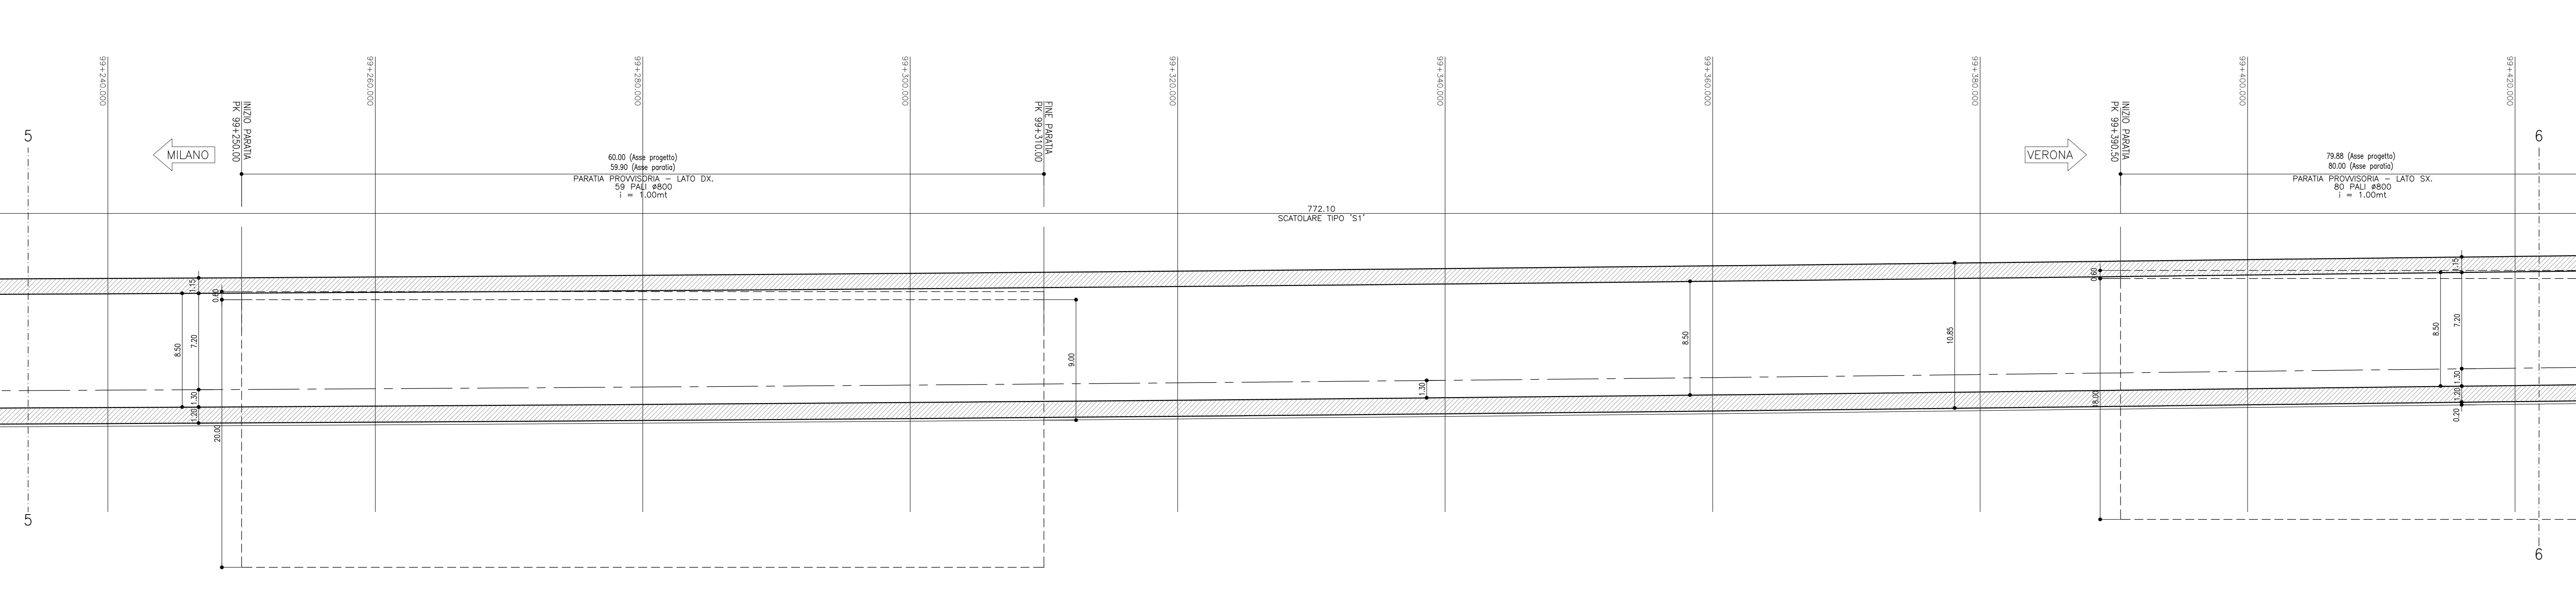 99+240.000
99+260.000
99+280.000
99+300.000
99+320.000
99+340.000
99+360.000
99+380.000
99+400.000
99+420.000
INIZIO PARATIA
PK 99+250.00
FINE PARATIA
PK 99+310.00
INIZIO PARATIA
PK 99+390.50
5
6
MILANO
VERONA
60.00 (Asse progetto)
59.90 (Asse paratia)
PARATIA PROVVISORIA – LATO DX.
59 PALI ø800
i = 1.00mt
79.88 (Asse progetto)
80.00 (Asse paratia)
PARATIA PROVVISORIA – LATO SX.
80 PALI ø800
i = 1.00mt
772.10
SCATOLARE TIPO 'S1'
8.50
1.15
7.20
1.30
1.20
0.60
20.00
9.00
1.30
8.50
10.85
0.60
18.00
8.50
1.15
7.20
1.30
1.20
0.20
5
6